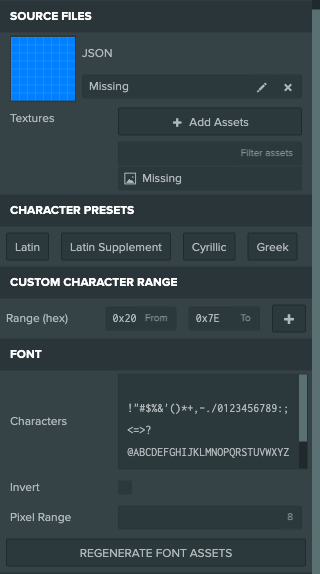 SOURCE FILES
JSON
Missing
Textures
+ Add Assets
Filter assets
Missing
CHARACTER PRESETS
Latin Latin Supplement Cyrillic Greek
CUSTOM CHARACTER RANGE
Range (hex) 0x20 From 0x7E To +
FONT
Characters
!"#$%&'()*+,-./0123456789:;
<=>?
@ABCDEFGHIJKLMNOPQRSTUVWXYZ
Invert
Pixel Range 8
REGENERATE FONT ASSETS